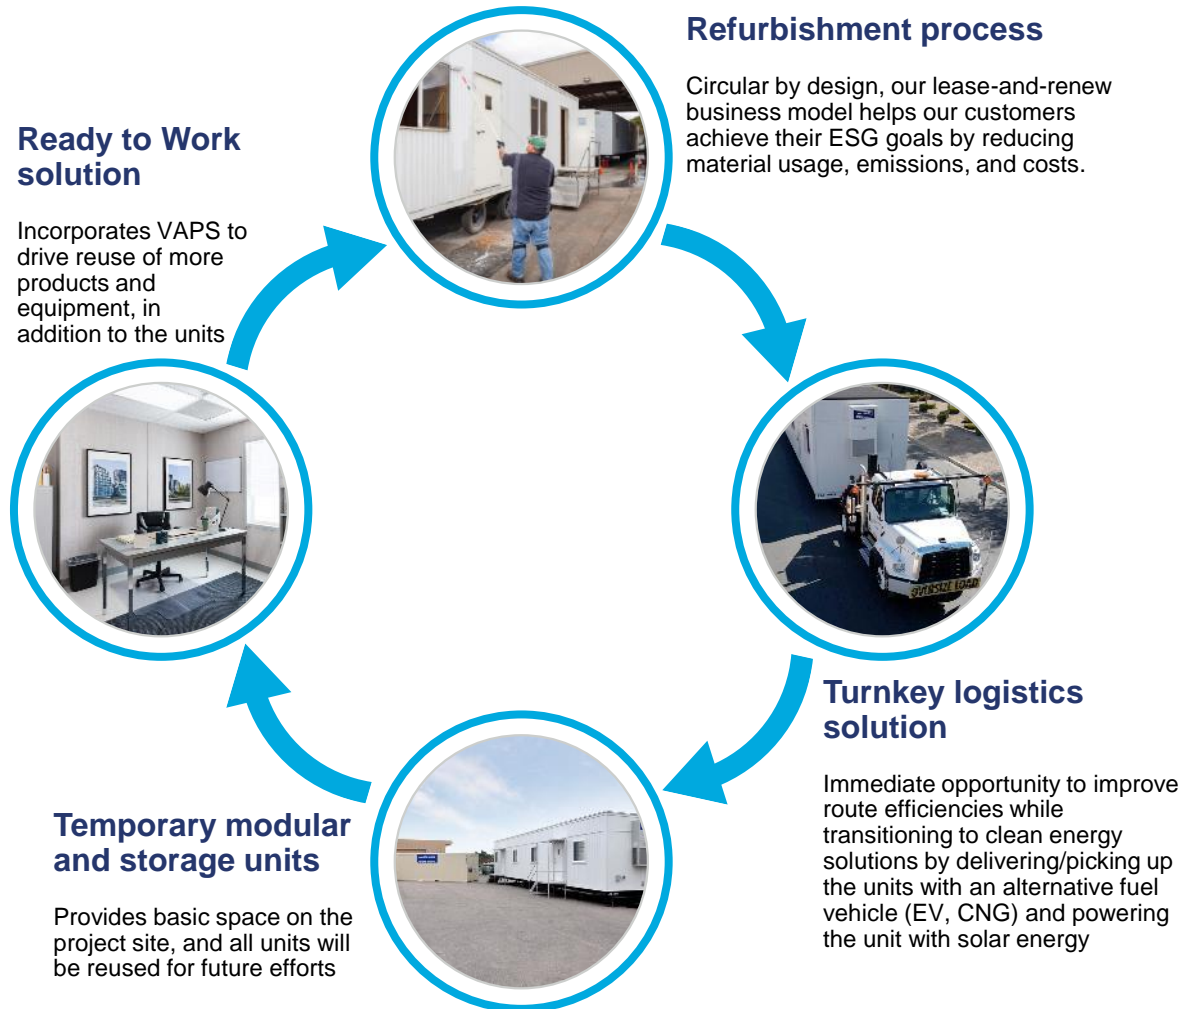 Refurbishment process
Circular by design, our lease-and-renew
business model helps our customers
achieve their ESG goals by reducing
material usage, emissions, and costs.
Ready to Work
solution
Incorporates VAPS to
drive reuse of more
products and
equipment, in
addition to the units
OVERSIZE LOAD
Turnkey logistics
solution
Immediate opportunity to improve
route efficiencies while
transitioning to clean energy
solutions by delivering/picking up
the units with an alternative fuel
vehicle (EV, CNG) and powering
the unit with solar energy
Temporary modular
and storage units
Provides basic space on the
project site, and all units will
be reused for future efforts